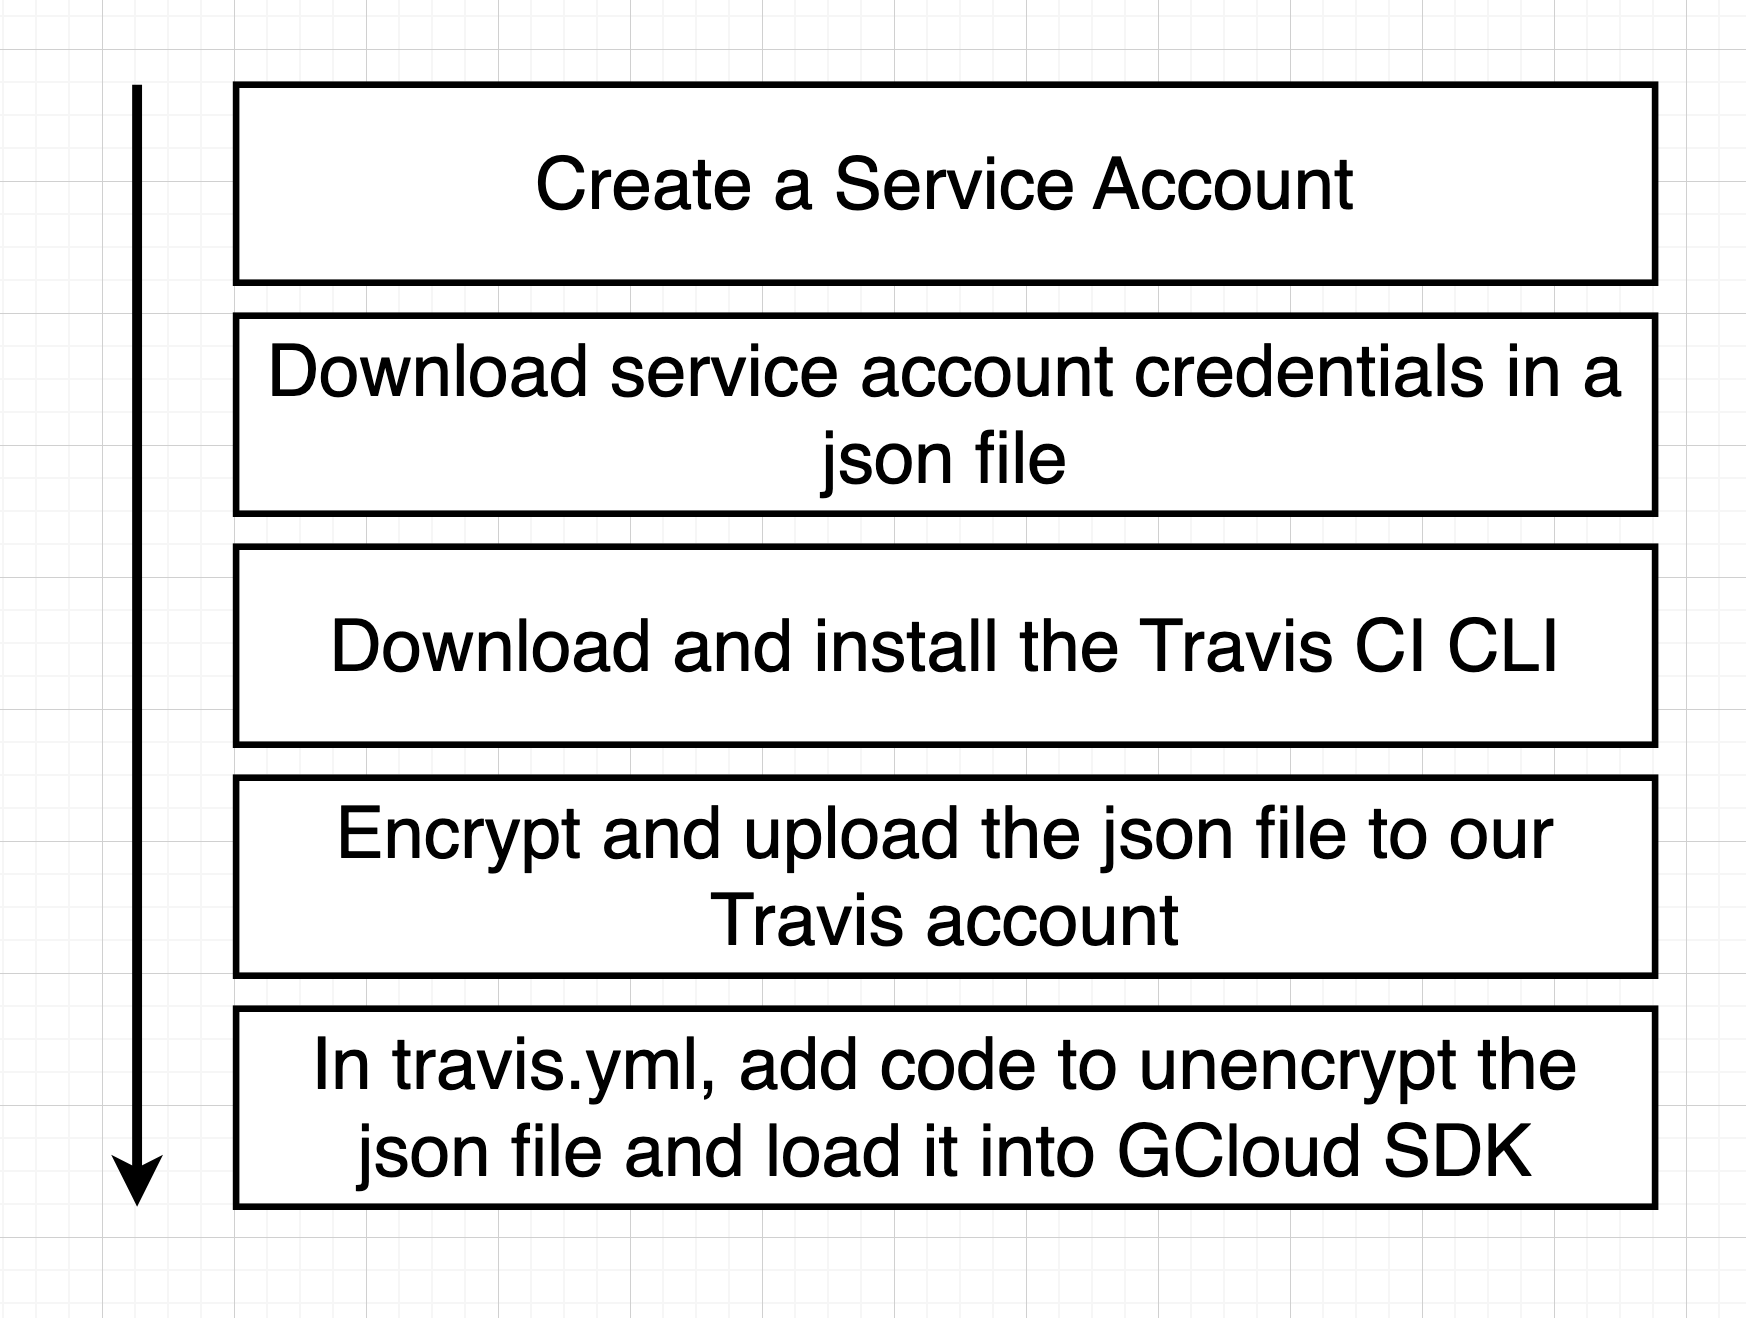 Create a Service Account
Download service account credentials in a
json file
Download and install the Travis CI CLI
Encrypt and upload the json file to our
Travis account
In travis.yml, add code to unencrypt the
json file and load it into GCloud SDK